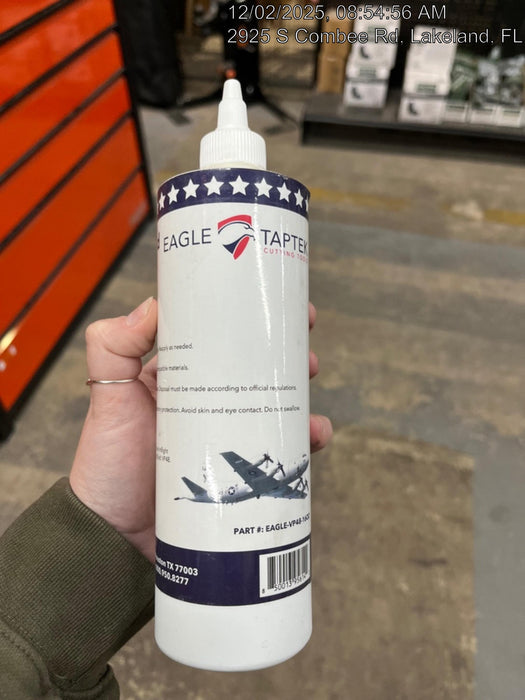 12/02/2025, 08:54:56 AM
2925 S Combee Rd, Lakeland, FL
EAGLE TAPTEK
CUTTING TOOLS
as needed.
materials.
Disposal must be made according to official regulations.
protection. Avoid skin and eye contact. Do not swallow.
PART #: EAGLE-VP48-16OZ
TX 77003
.950.8277